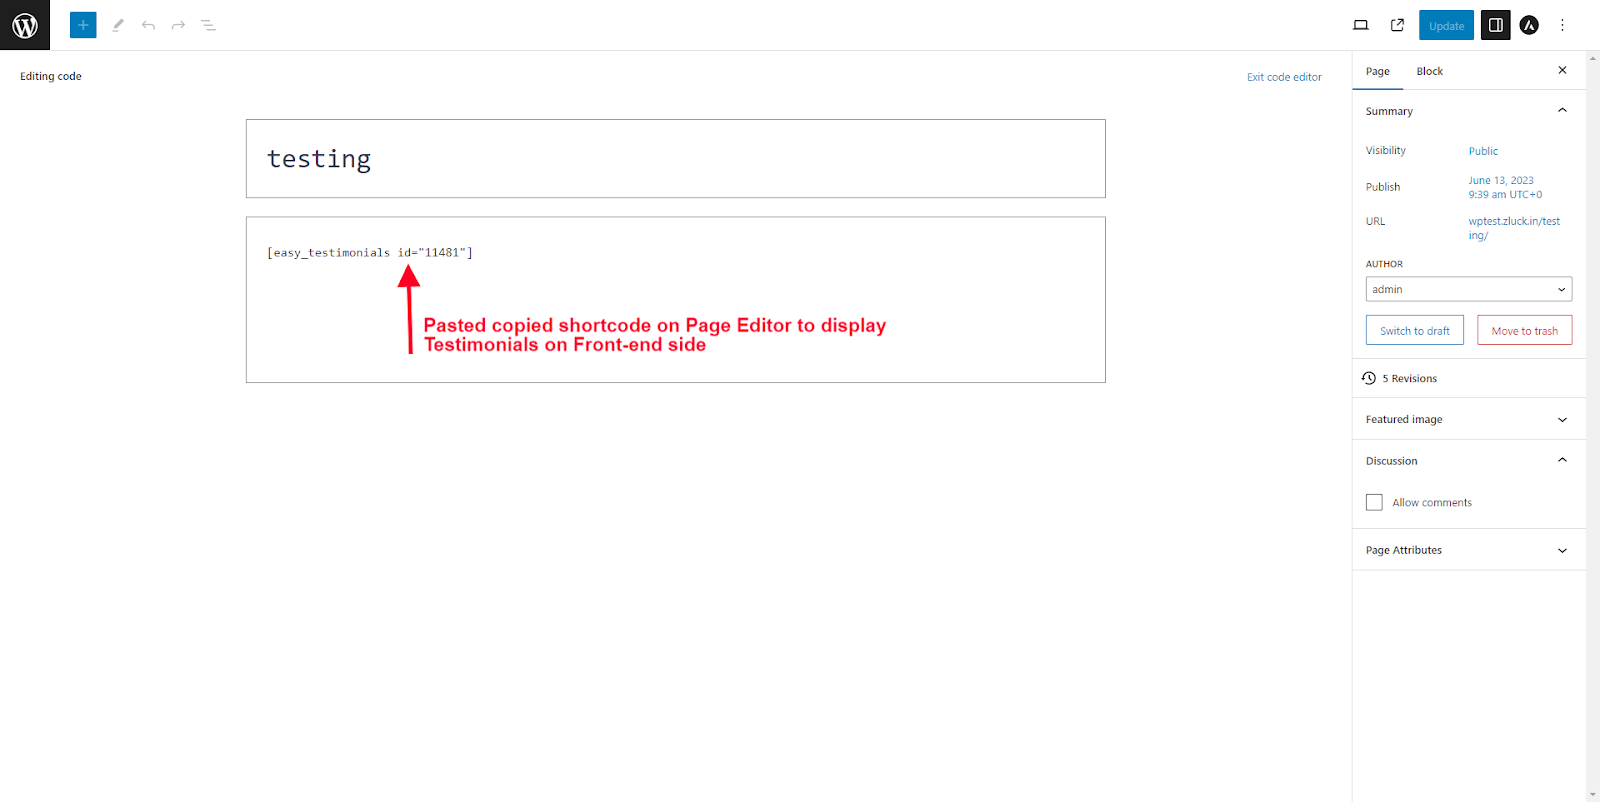 Update
Editing code
Exit code editor
testing
[easy_testimonials id="11481"]
Pasted copied shortcode on Page Editor to display
Testimonials on Front-end side
Page
Block
Summary
Visibility
Public
Publish
June 13, 2023
9:39 am UTC+0
URL
wptest.zluck.in/test
ing/
AUTHOR
admin
Switch to draft
Move to trash
5 Revisions
Featured image
Discussion
Allow comments
Page Attributes